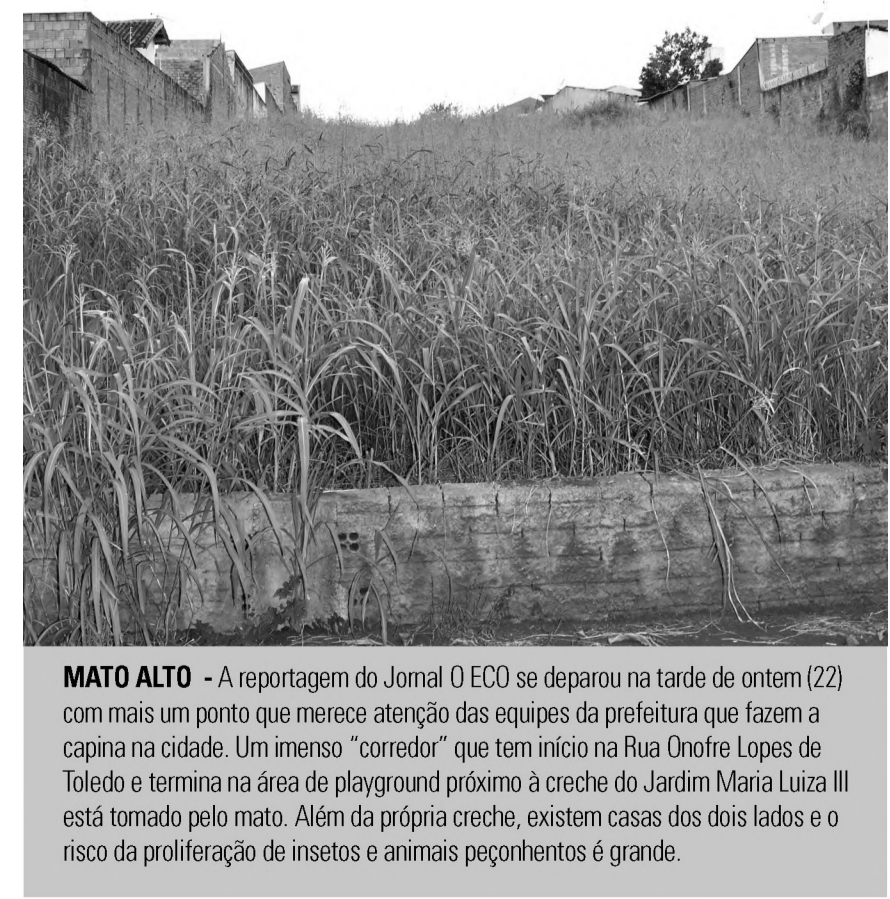 MATO ALTO - A reportagem do Jornal O ECO se deparou na tarde de ontem (22)
com mais um ponto que merece atenção das equipes da prefeitura que fazem a
capina na cidade. Um imenso “corredor” que tem início na Rua Onofre Lopes de
Toledo e termina na área de playground próximo à creche do Jardim Maria Luiza III
está tomado pelo mato. Além da própria creche, existem casas dos dois lados e o
risco da proliferação de insetos e animais peçonhentos é grande.